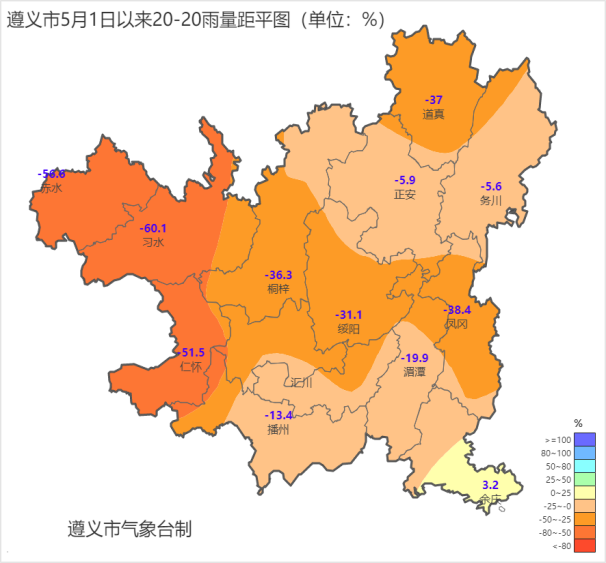 遵义市5月1日以来20-20雨量距平图（单位：%）
-37
道真
-56.6
赤水
-5.9
正安
-5.6
务川
-60.1
习水
-36.3
桐梓
-31.1
绥阳
-38.4
凤冈
-51.5
仁怀
-19.9
湄潭
汇川
-13.4
播州
3.2
余庆
%
>=100
80~100
50~80
25~50
0~25
-25~-0
-50~-25
-80~-50
<-80
遵义市气象台制